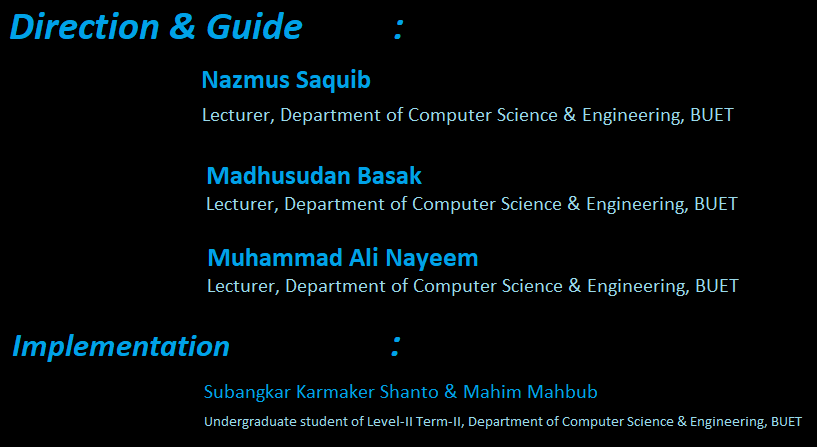 Direction & Guide :
Nazmus Saquib
Lecturer, Department of Computer Science & Engineering, BUET
Madhusudan Basak
Lecturer, Department of Computer Science & Engineering, BUET
Muhammad Ali Nayeem
Lecturer, Department of Computer Science & Engineering, BUET
Implementation :
Subangkar Karmaker Shanto & Mahim Mahbub
Undergraduate student of Level-II Term-II, Department of Computer Science & Engineering, BUET